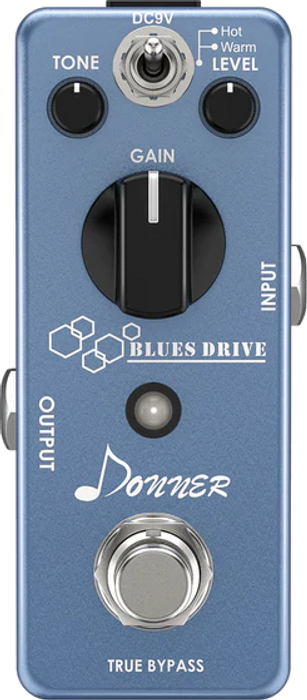 DC9V
Hot
Warm
TONE
LEVEL
GAIN
INPUT
BLUES DRIVE
OUTPUT
Donner
TRUE BYPASS